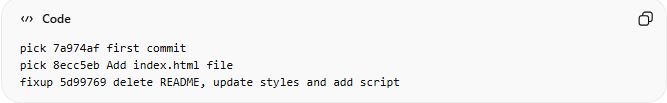 Code
pick 7a974af first commit
pick 8ecc5eb Add index.html file
fixup 5d99769 delete README, update styles and add script